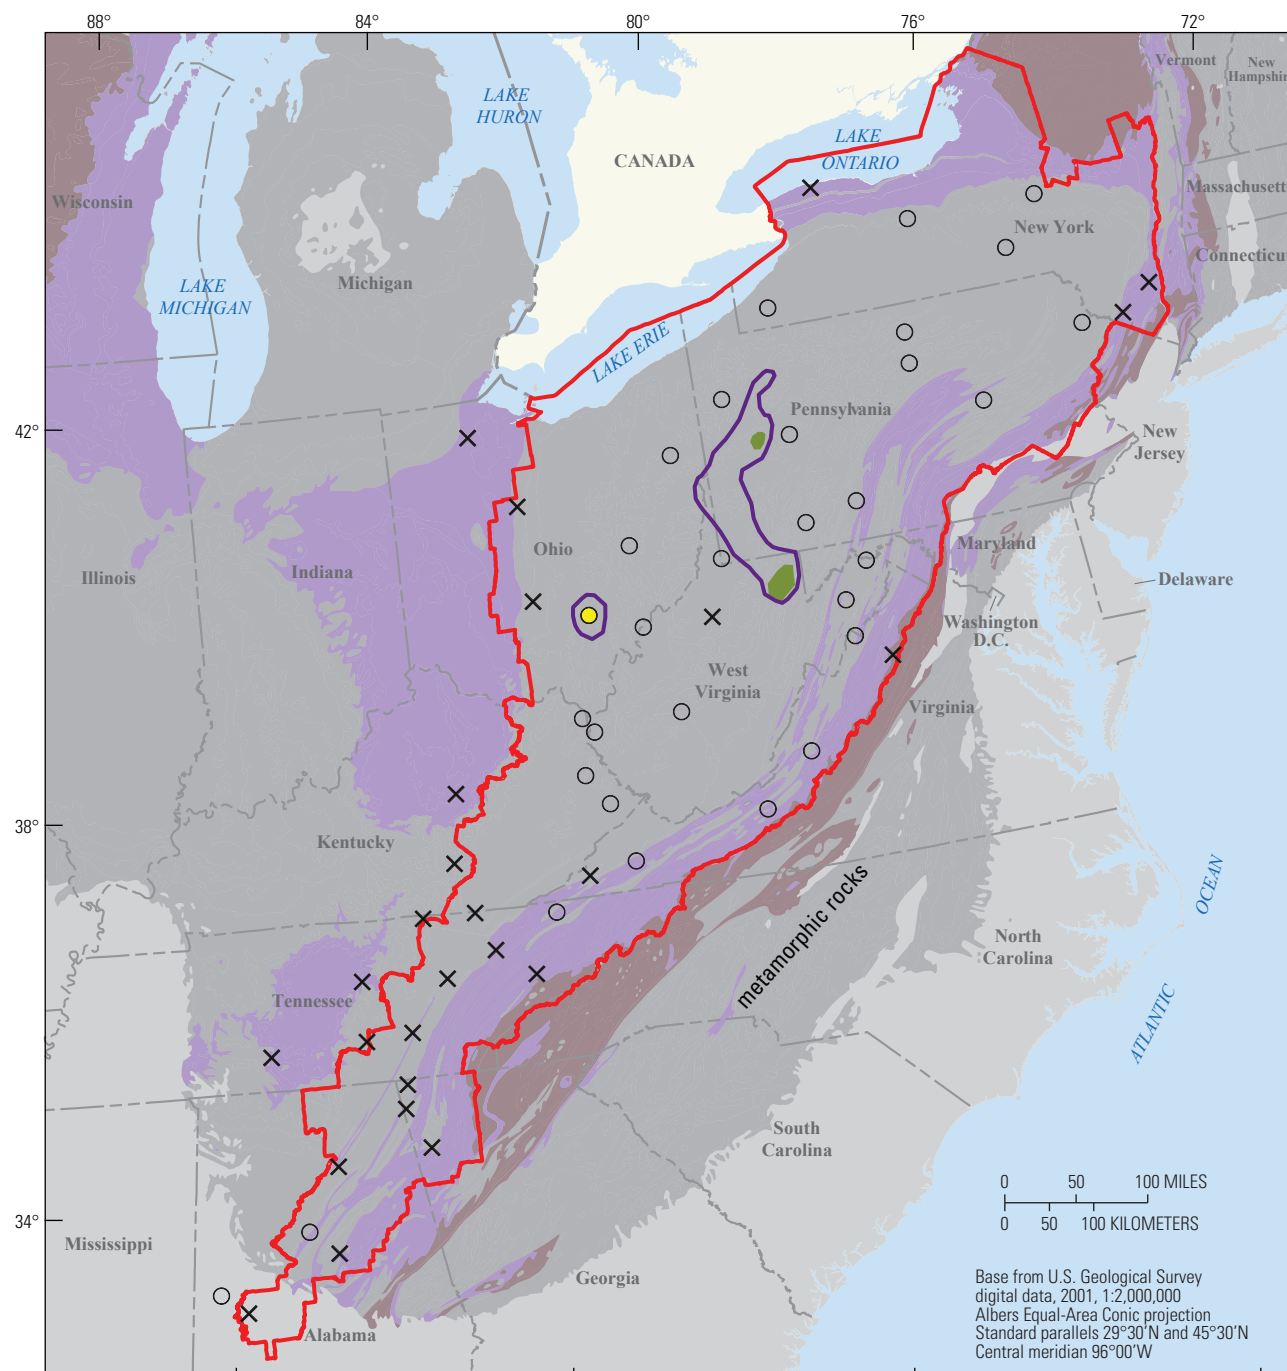 88°
84°
80°
76°
72°
Vermont
New
Hampshir
LAKE
HURON
LAKE
ONTARIO
CANADA
Wisconsin
Massachusett
New York
Connecticu
Michigan
LAKE
MICHIGAN
LAKE ERIE
Pennsylvania
42°
New
Jersey
Ohio
Maryland
Illinois
Indiana
Delaware
Washington
D.C.
West
Virginia
Virginia
38°
Kentucky
metamorphic rocks
OCEAN
North
Carolina
Tennessee
ATLANTIC
South
Carolina
0 50 100 MILES
0 50 100 KILOMETERS
34°
Mississippi
Georgia
Alabama
Base from U.S. Geological Survey
digital data, 2001, 1:2,000,000
Albers Equal-Area Conic projection
Standard parallels 29°30'N and 45°30'N
Central meridian 96°00'W